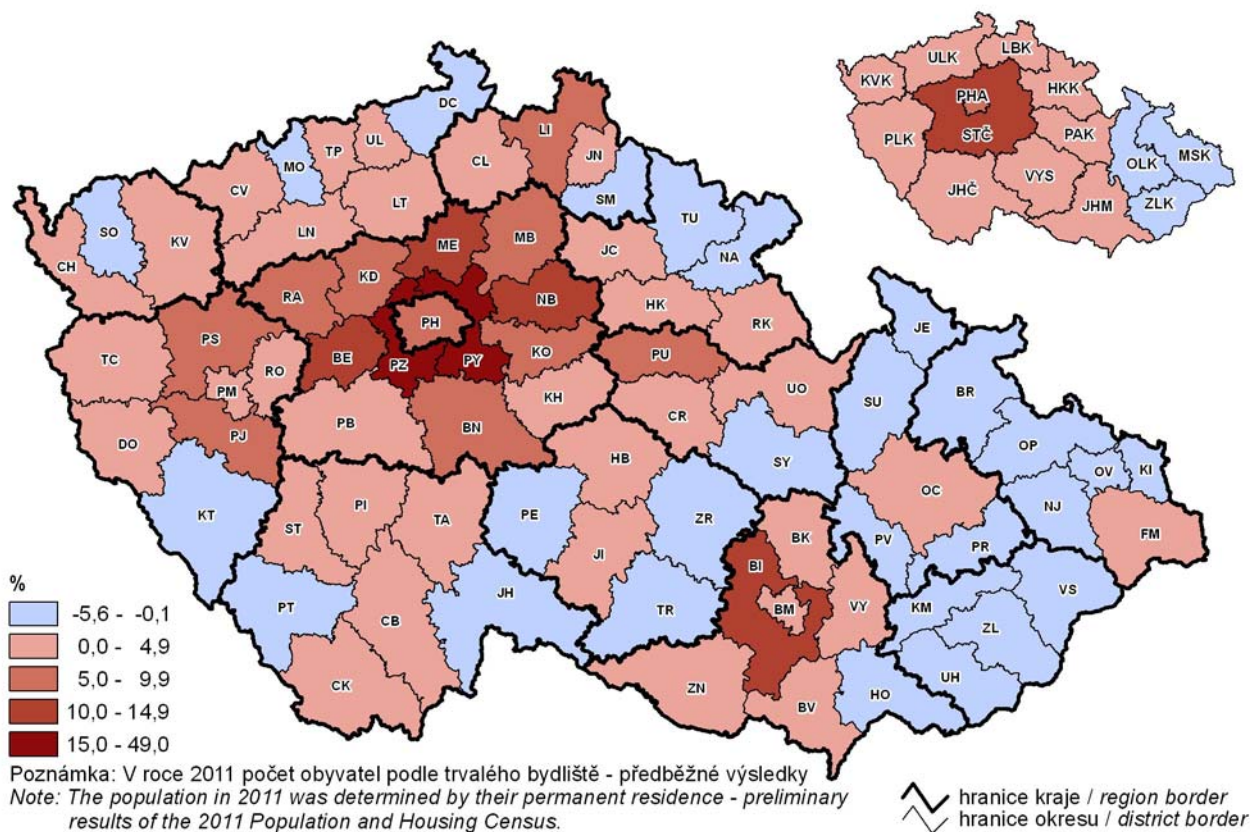 DC
LI
CL
JN
SM
UL
TP
MO
CV
LT
LN
SO
KV
CH
TU
NA
JC
HK
RK
ME
MB
KD
RA
NB
PH
BE
PZ
PY
KO
KH
PB
BN
PU
CR
UO
SY
TC
PS
RO
PM
PJ
DO
KT
JE
SU
BR
OP
OV
KI
NJ
FM
OC
PV
PR
HB
PE
ZR
JI
TR
ST
PI
TA
PT
CB
JH
CK
BK
BI
BM
VY
ZN
BV
HO
KM
VS
ZL
UH
KVK
ULK
LBK
HKK
PHA
STČ
PLK
PAK
JHČ
VYS
JHM
OLK
MSK
ZLK
%
-5,6 - -0,1
0,0 - 4,9
5,0 - 9,9
10,0 - 14,9
15,0 - 49,0
Poznámka: V roce 2011 počet obyvatel podle trvalého bydliště - předběžné výsledky
Note: The population in 2011 was determined by their permanent residence - preliminary
results of the 2011 Population and Housing Census.
hranice kraje / region border
hranice okresu / district border